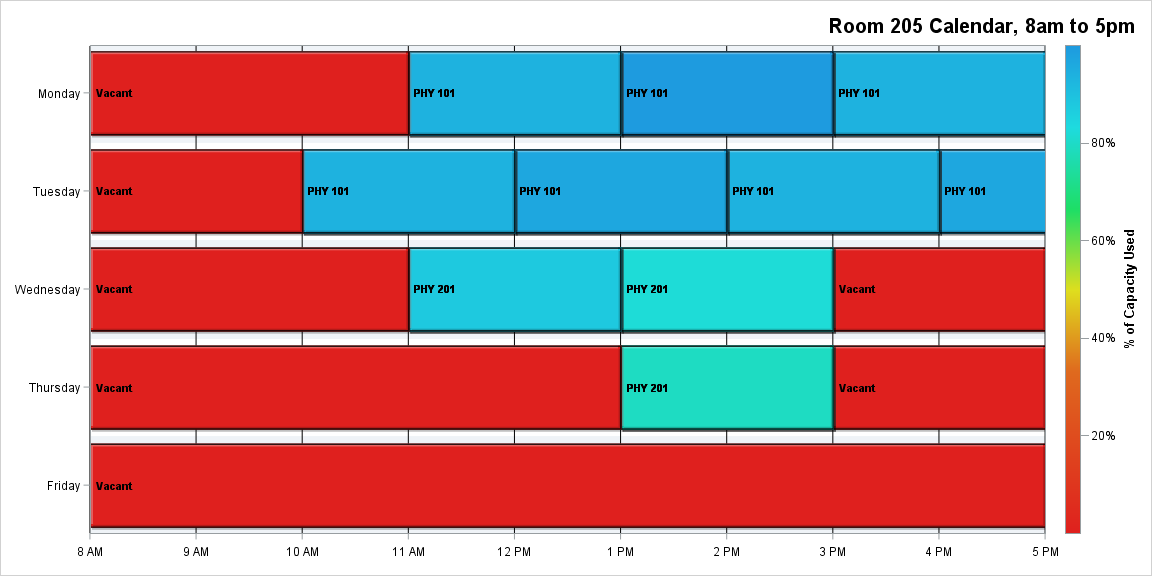 Room 205 Calendar, 8am to 5pm
Monday
Vacant
PHY 101
PHY 101
PHY 101
Tuesday
Vacant
PHY 101
PHY 101
PHY 101
PHY 101
Wednesday
Vacant
PHY 201
PHY 201
Vacant
Thursday
Vacant
PHY 201
Vacant
Friday
Vacant
8 AM
9 AM
10 AM
11 AM
12 PM
1 PM
2 PM
3 PM
4 PM
5 PM
80%
60%
40%
20%
% of Capacity Used